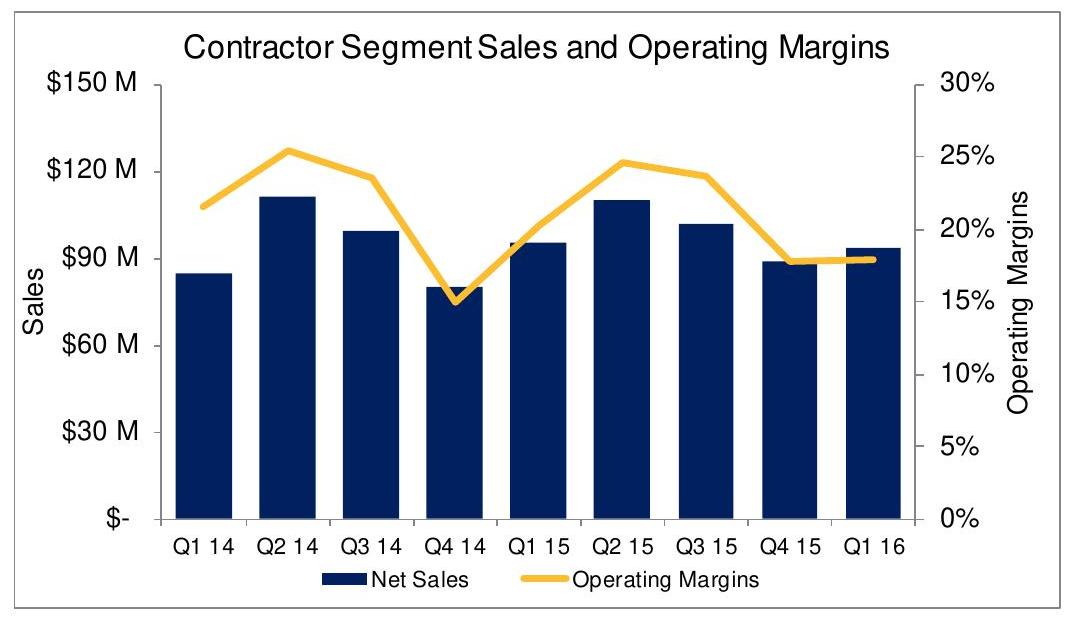 Contractor Segment Sales and Operating Margins
$150 M
$120 M
$90 M
$60 M
$30 M
$-
Sales
30%
25%
20%
15%
10%
5%
0%
Operating Margins
Q1 14 Q2 14 Q3 14 Q4 14 Q1 15 Q2 15 Q3 15 Q4 15 Q1 16
Net Sales Operating Margins